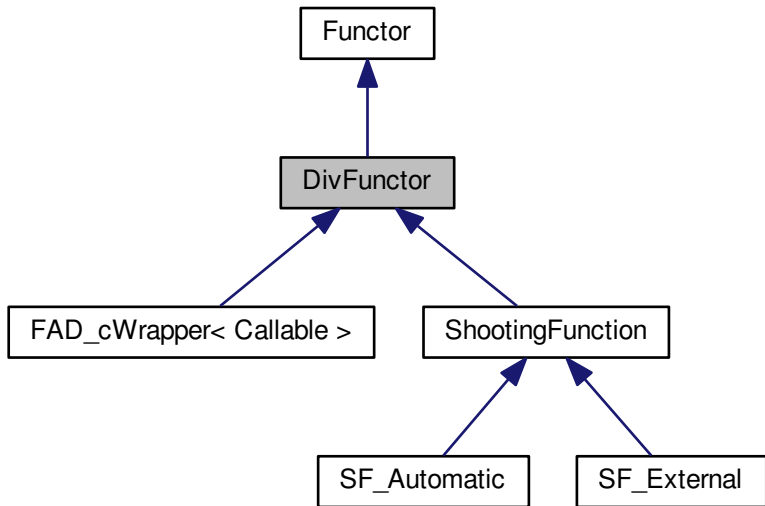 Functor
DivFunctor
FAD_cWrapper< Callable >
ShootingFunction
SF_Automatic
SF_External